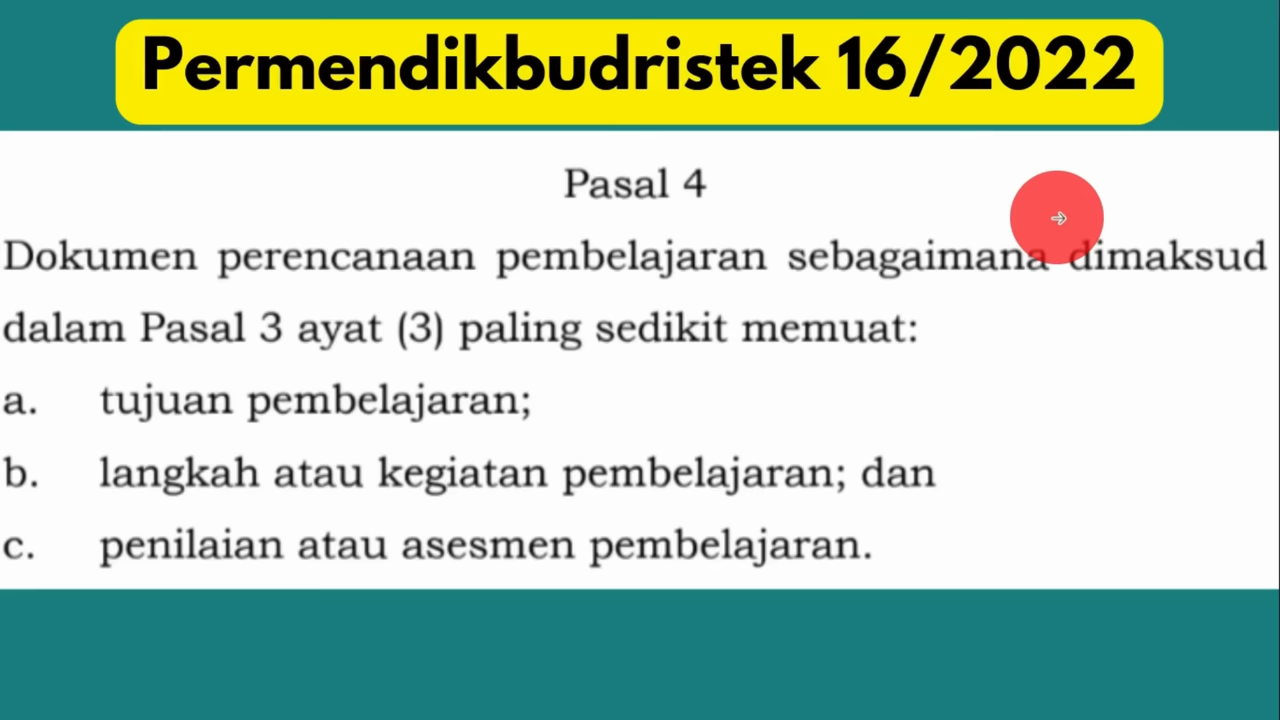 Permendikbudristek 16/2022
Pasal 4
Dokumen perencanaan pembelajaran sebagaimana dimaksud
dalam Pasal 3 ayat (3) paling sedikit memuat:
a. tujuan pembelajaran;
b. langkah atau kegiatan pembelajaran; dan
c. penilaian atau asesmen pembelajaran.